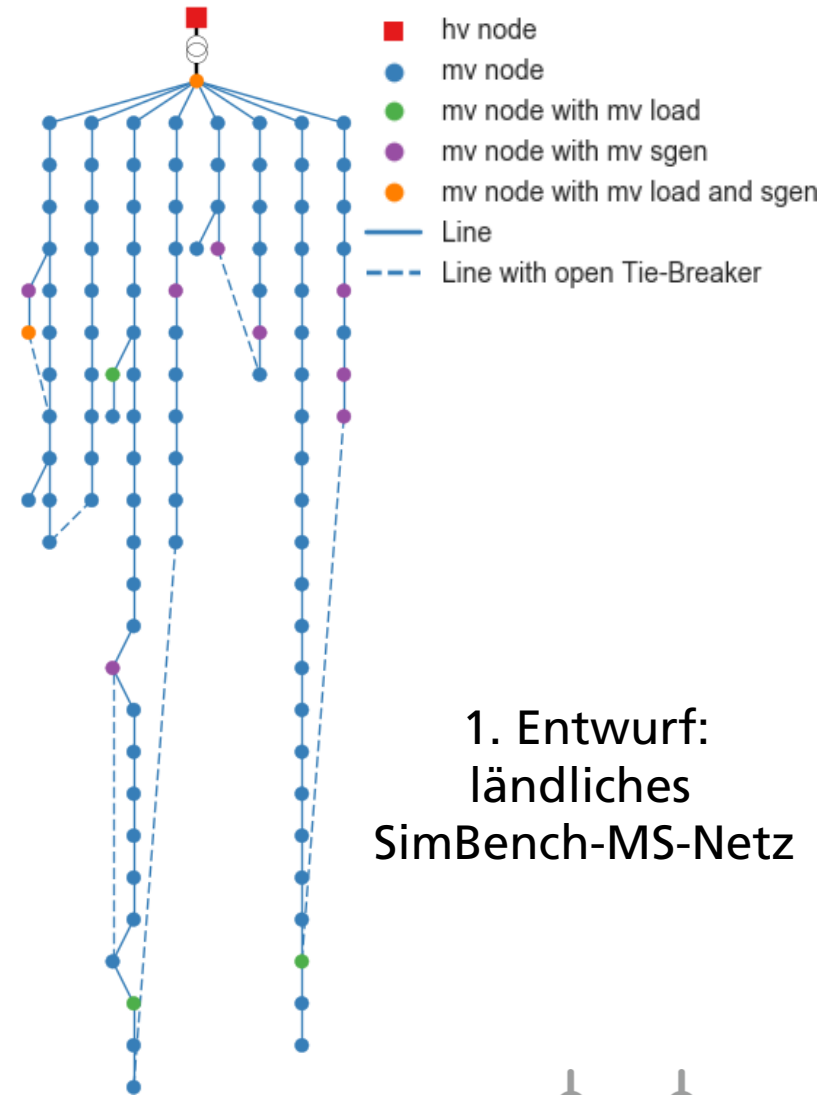 hv node
mv node
mv node with mv load
mv node with mv sgen
mv node with mv load and sgen
Line
Line with open Tie-Breaker
1. Entwurf:
ländliches
SimBench-MS-Netz